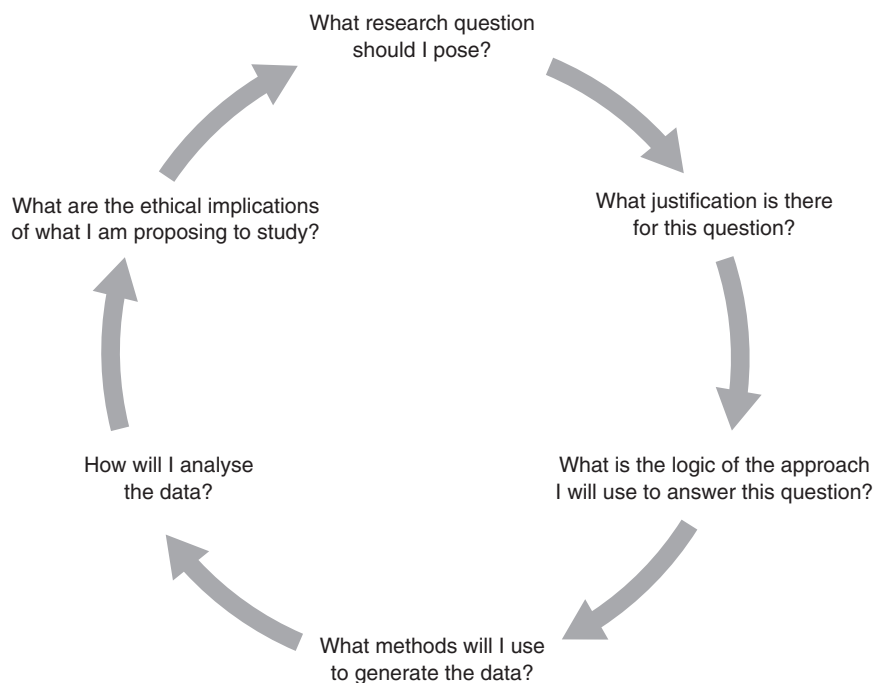 What research question
should I pose?
What justification is there
for this question?
What is the logic of the approach
I will use to answer this question?
What methods will I use
to generate the data?
How will I analyse
the data?
What are the ethical implications
of what I am proposing to study?